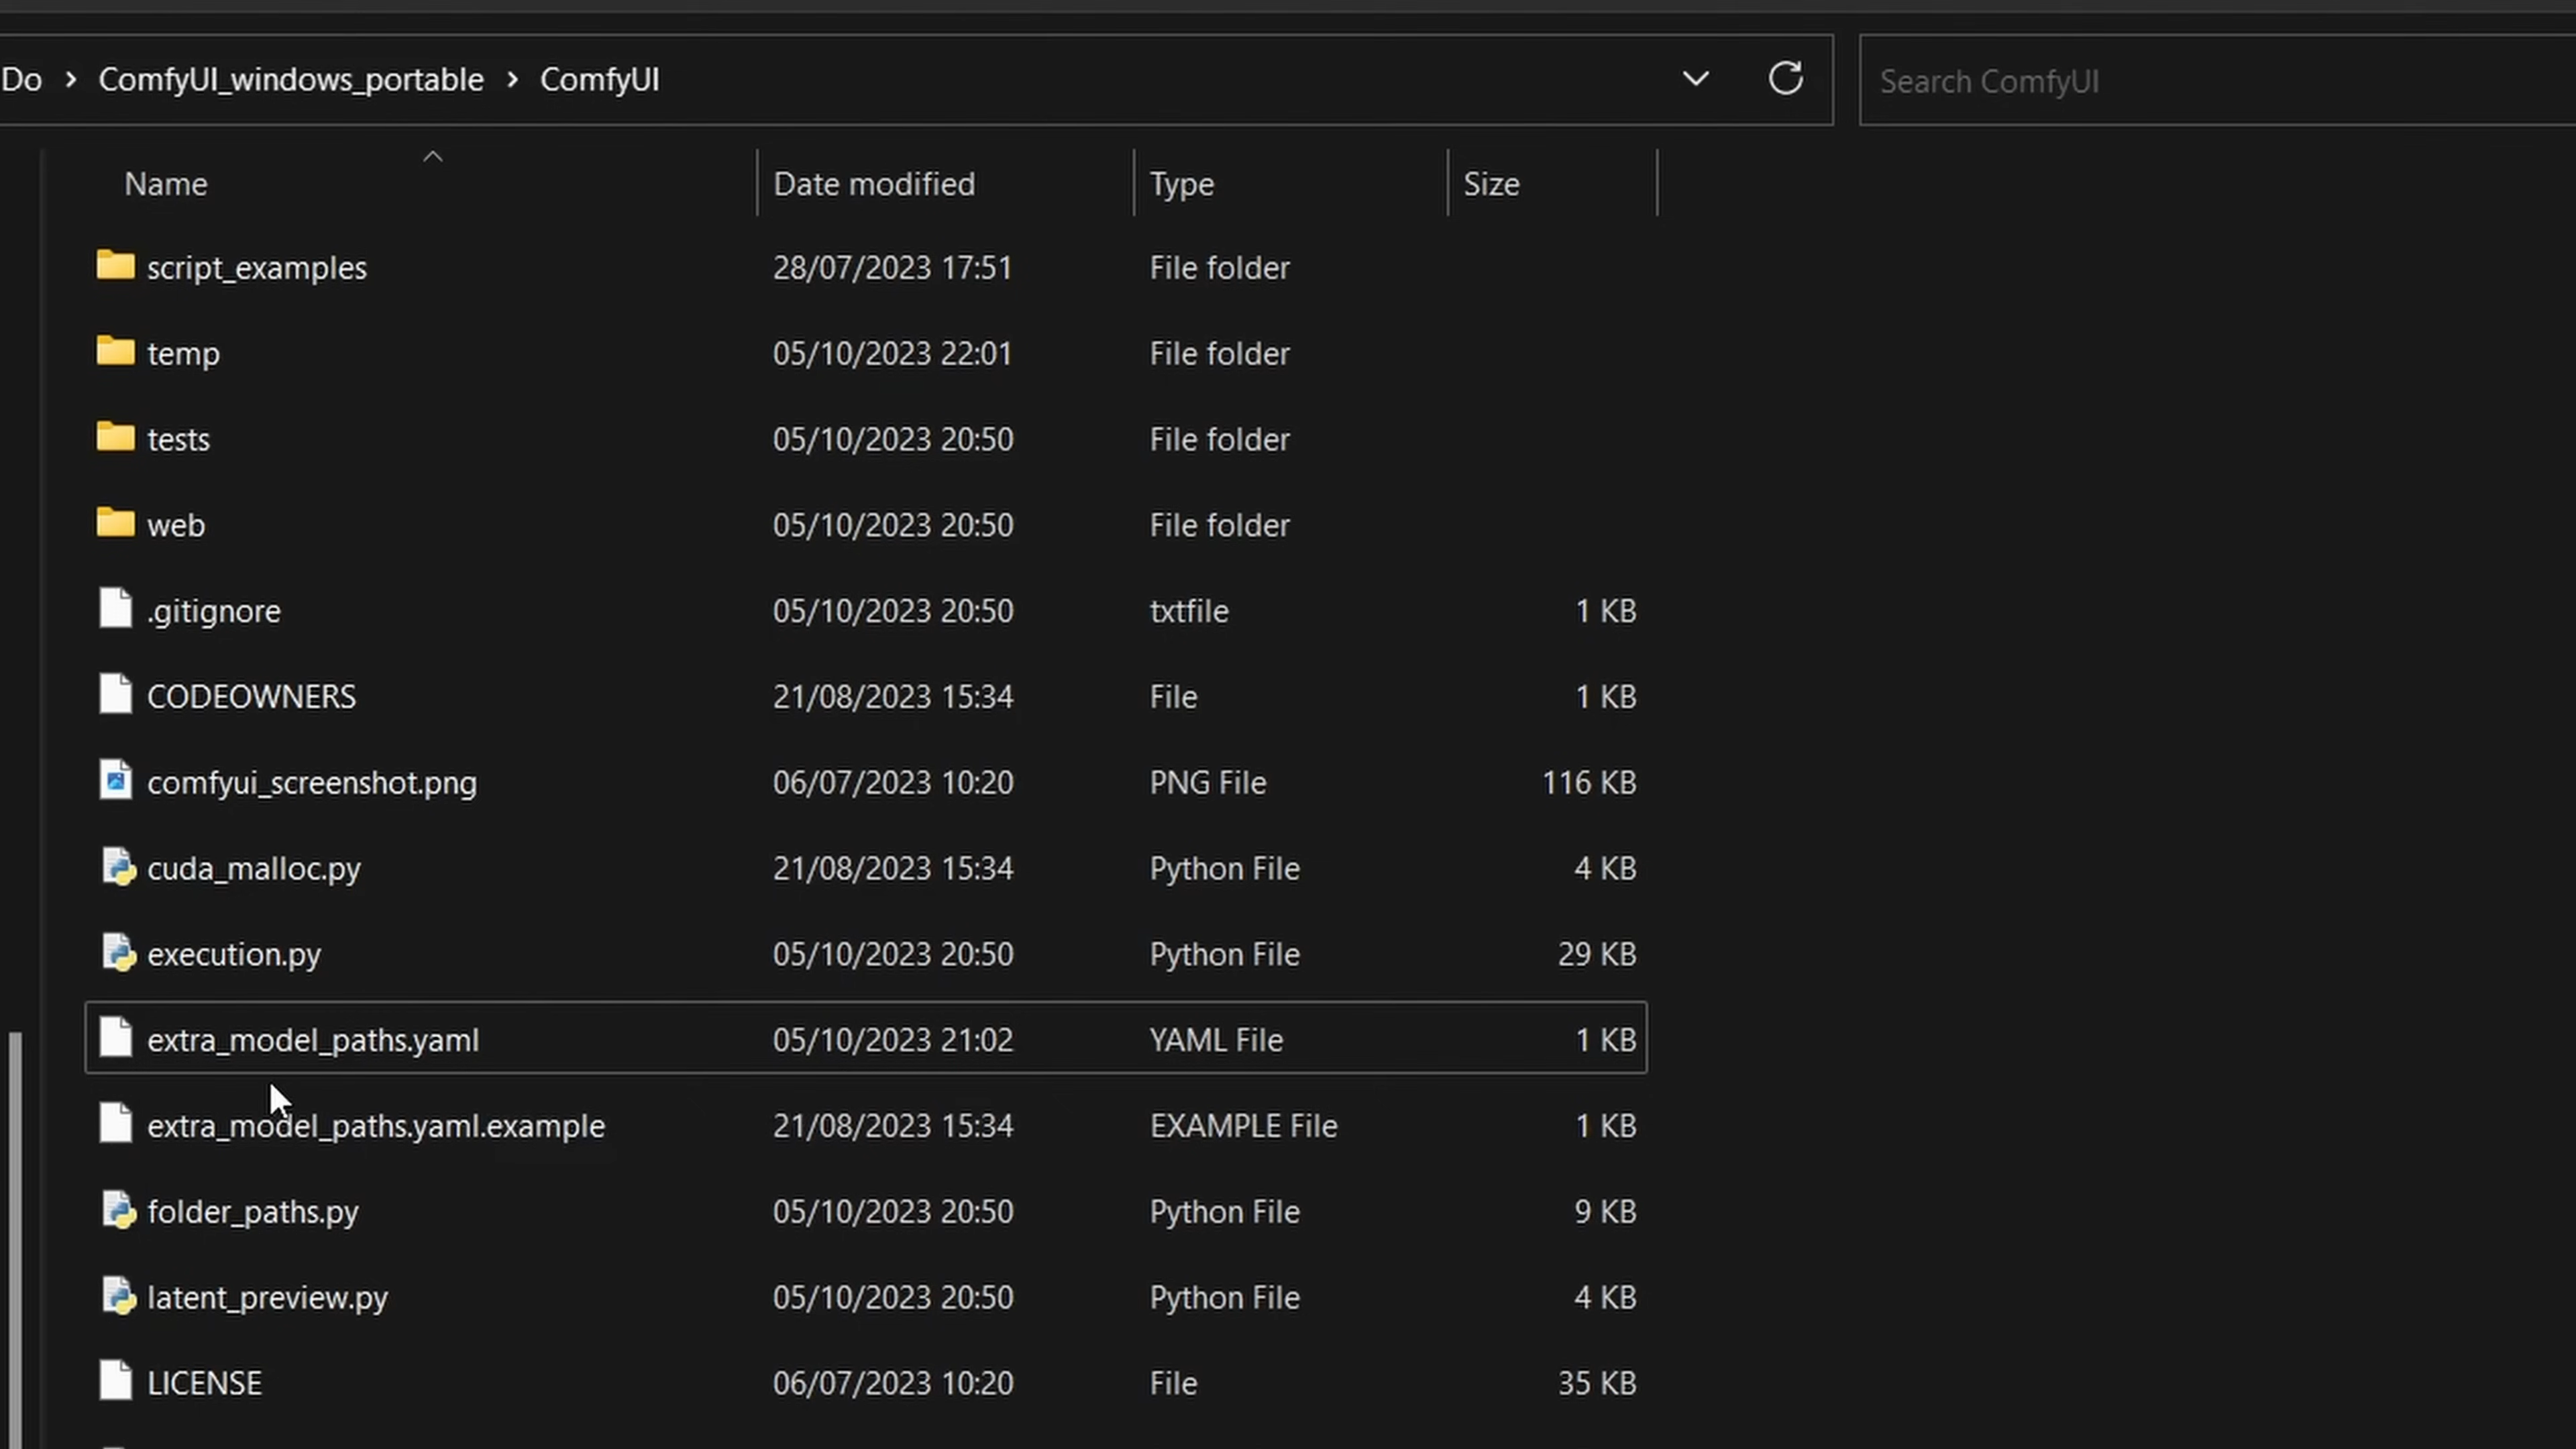 Do > ComfyUI_windows_portable > ComfyUI
Search ComfyUI
Name Date modified Type Size
script_examples 28/07/2023 17:51 File folder
temp 05/10/2023 22:01 File folder
tests 05/10/2023 20:50 File folder
web 05/10/2023 20:50 File folder
.gitignore 05/10/2023 20:50 txtfile 1 KB
CODEOWNERS 21/08/2023 15:34 File 1 KB
comfyui_screenshot.png 06/07/2023 10:20 PNG File 116 KB
cuda_malloc.py 21/08/2023 15:34 Python File 4 KB
execution.py 05/10/2023 20:50 Python File 29 KB
extra_model_paths.yaml 05/10/2023 21:02 YAML File 1 KB
extra_model_paths.yaml.example 21/08/2023 15:34 EXAMPLE File 1 KB
folder_paths.py 05/10/2023 20:50 Python File 9 KB
latent_preview.py 05/10/2023 20:50 Python File 4 KB
LICENSE 06/07/2023 10:20 File 35 KB